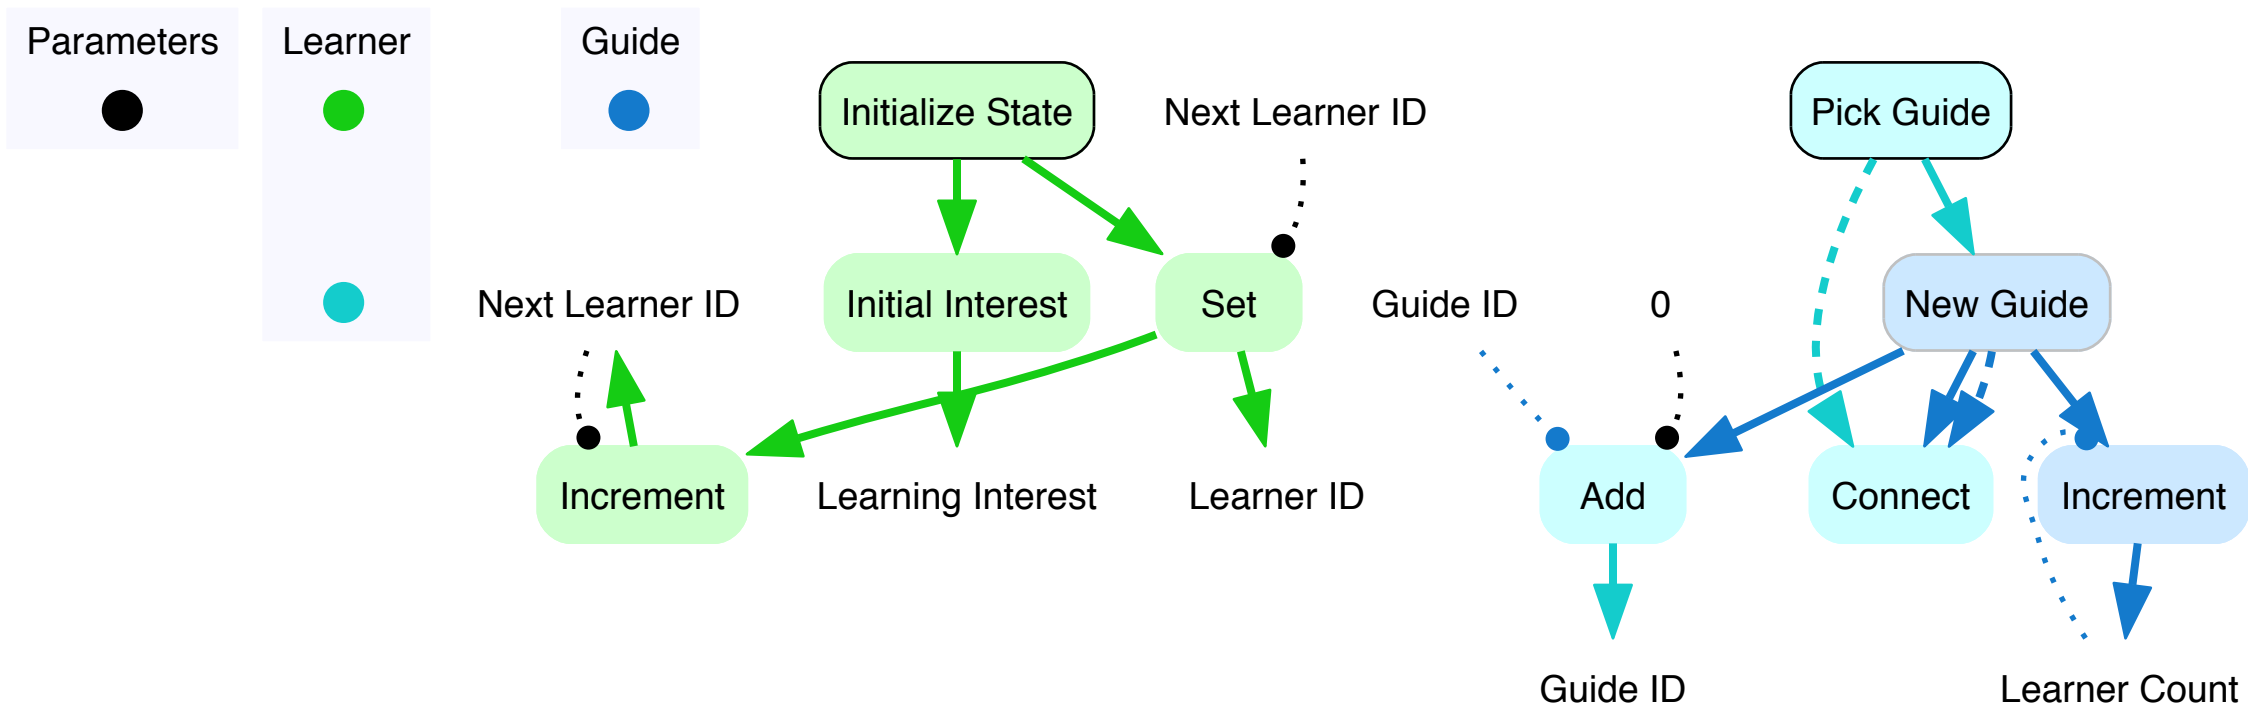 Parameters
Learner
Guide
Initialize State
Next Learner ID
Pick Guide
Next Learner ID
Initial Interest
Set
Guide ID
0
New Guide
Increment
Learning Interest
Learner ID
Add
Connect
Increment
Guide ID
Learner Count